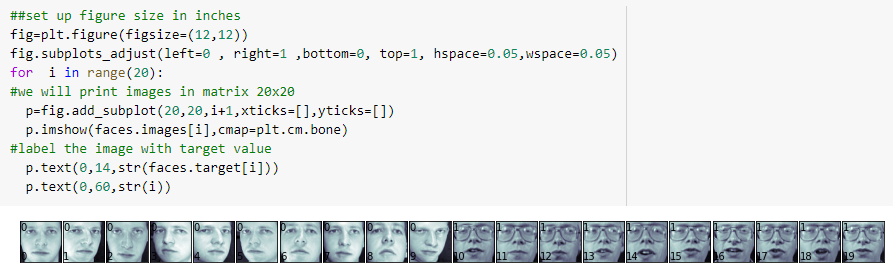 ##set up figure size in inches
fig=plt.figure(figsize=(12,12))
fig.subplots_adjust(left=0 , right=1 ,bottom=0, top=1, hspace=0.05,wspace=0.05)
for  i in range(20):
#we will print images in matrix 20x20
  p=fig.add_subplot(20,20,i+1,xticks=[],yticks=[])
  p.imshow(faces.images[i],cmap=plt.cm.bone)
#label the image with target value
  p.text(0,14,str(faces.target[i]))
  p.text(0,60,str(i))
0 0 0 0 0 0 0 0 0 0 1 1 1 1 1 1 1 1 1 1
0 1 2 3 4 5 6 7 8 9 10 11 12 13 14 15 16 17 18 19